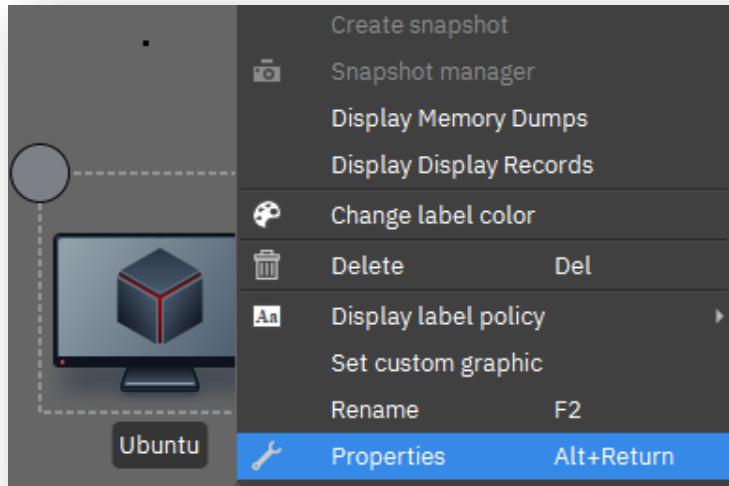 Create snapshot
Snapshot manager
Display Memory Dumps
Display Display Records
Change label color
Delete Del
Aa Display label policy
Set custom graphic
Rename F2
Ubuntu
Properties Alt+Return